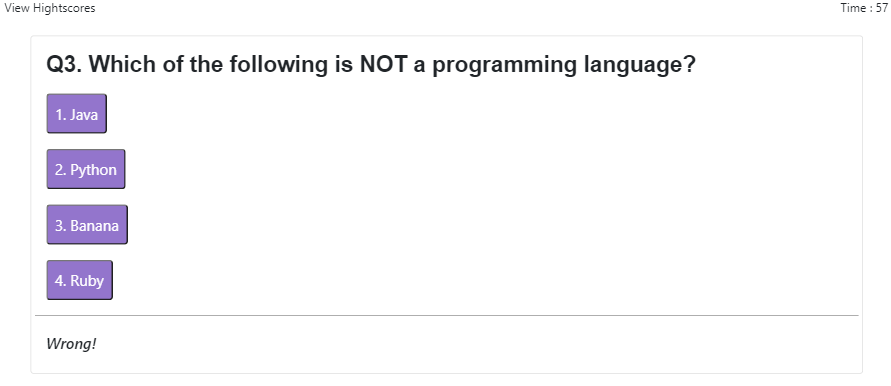 View Hightscores
Time : 57
Q3. Which of the following is NOT a programming language?
1. Java
2. Python
3. Banana
4. Ruby
Wrong!